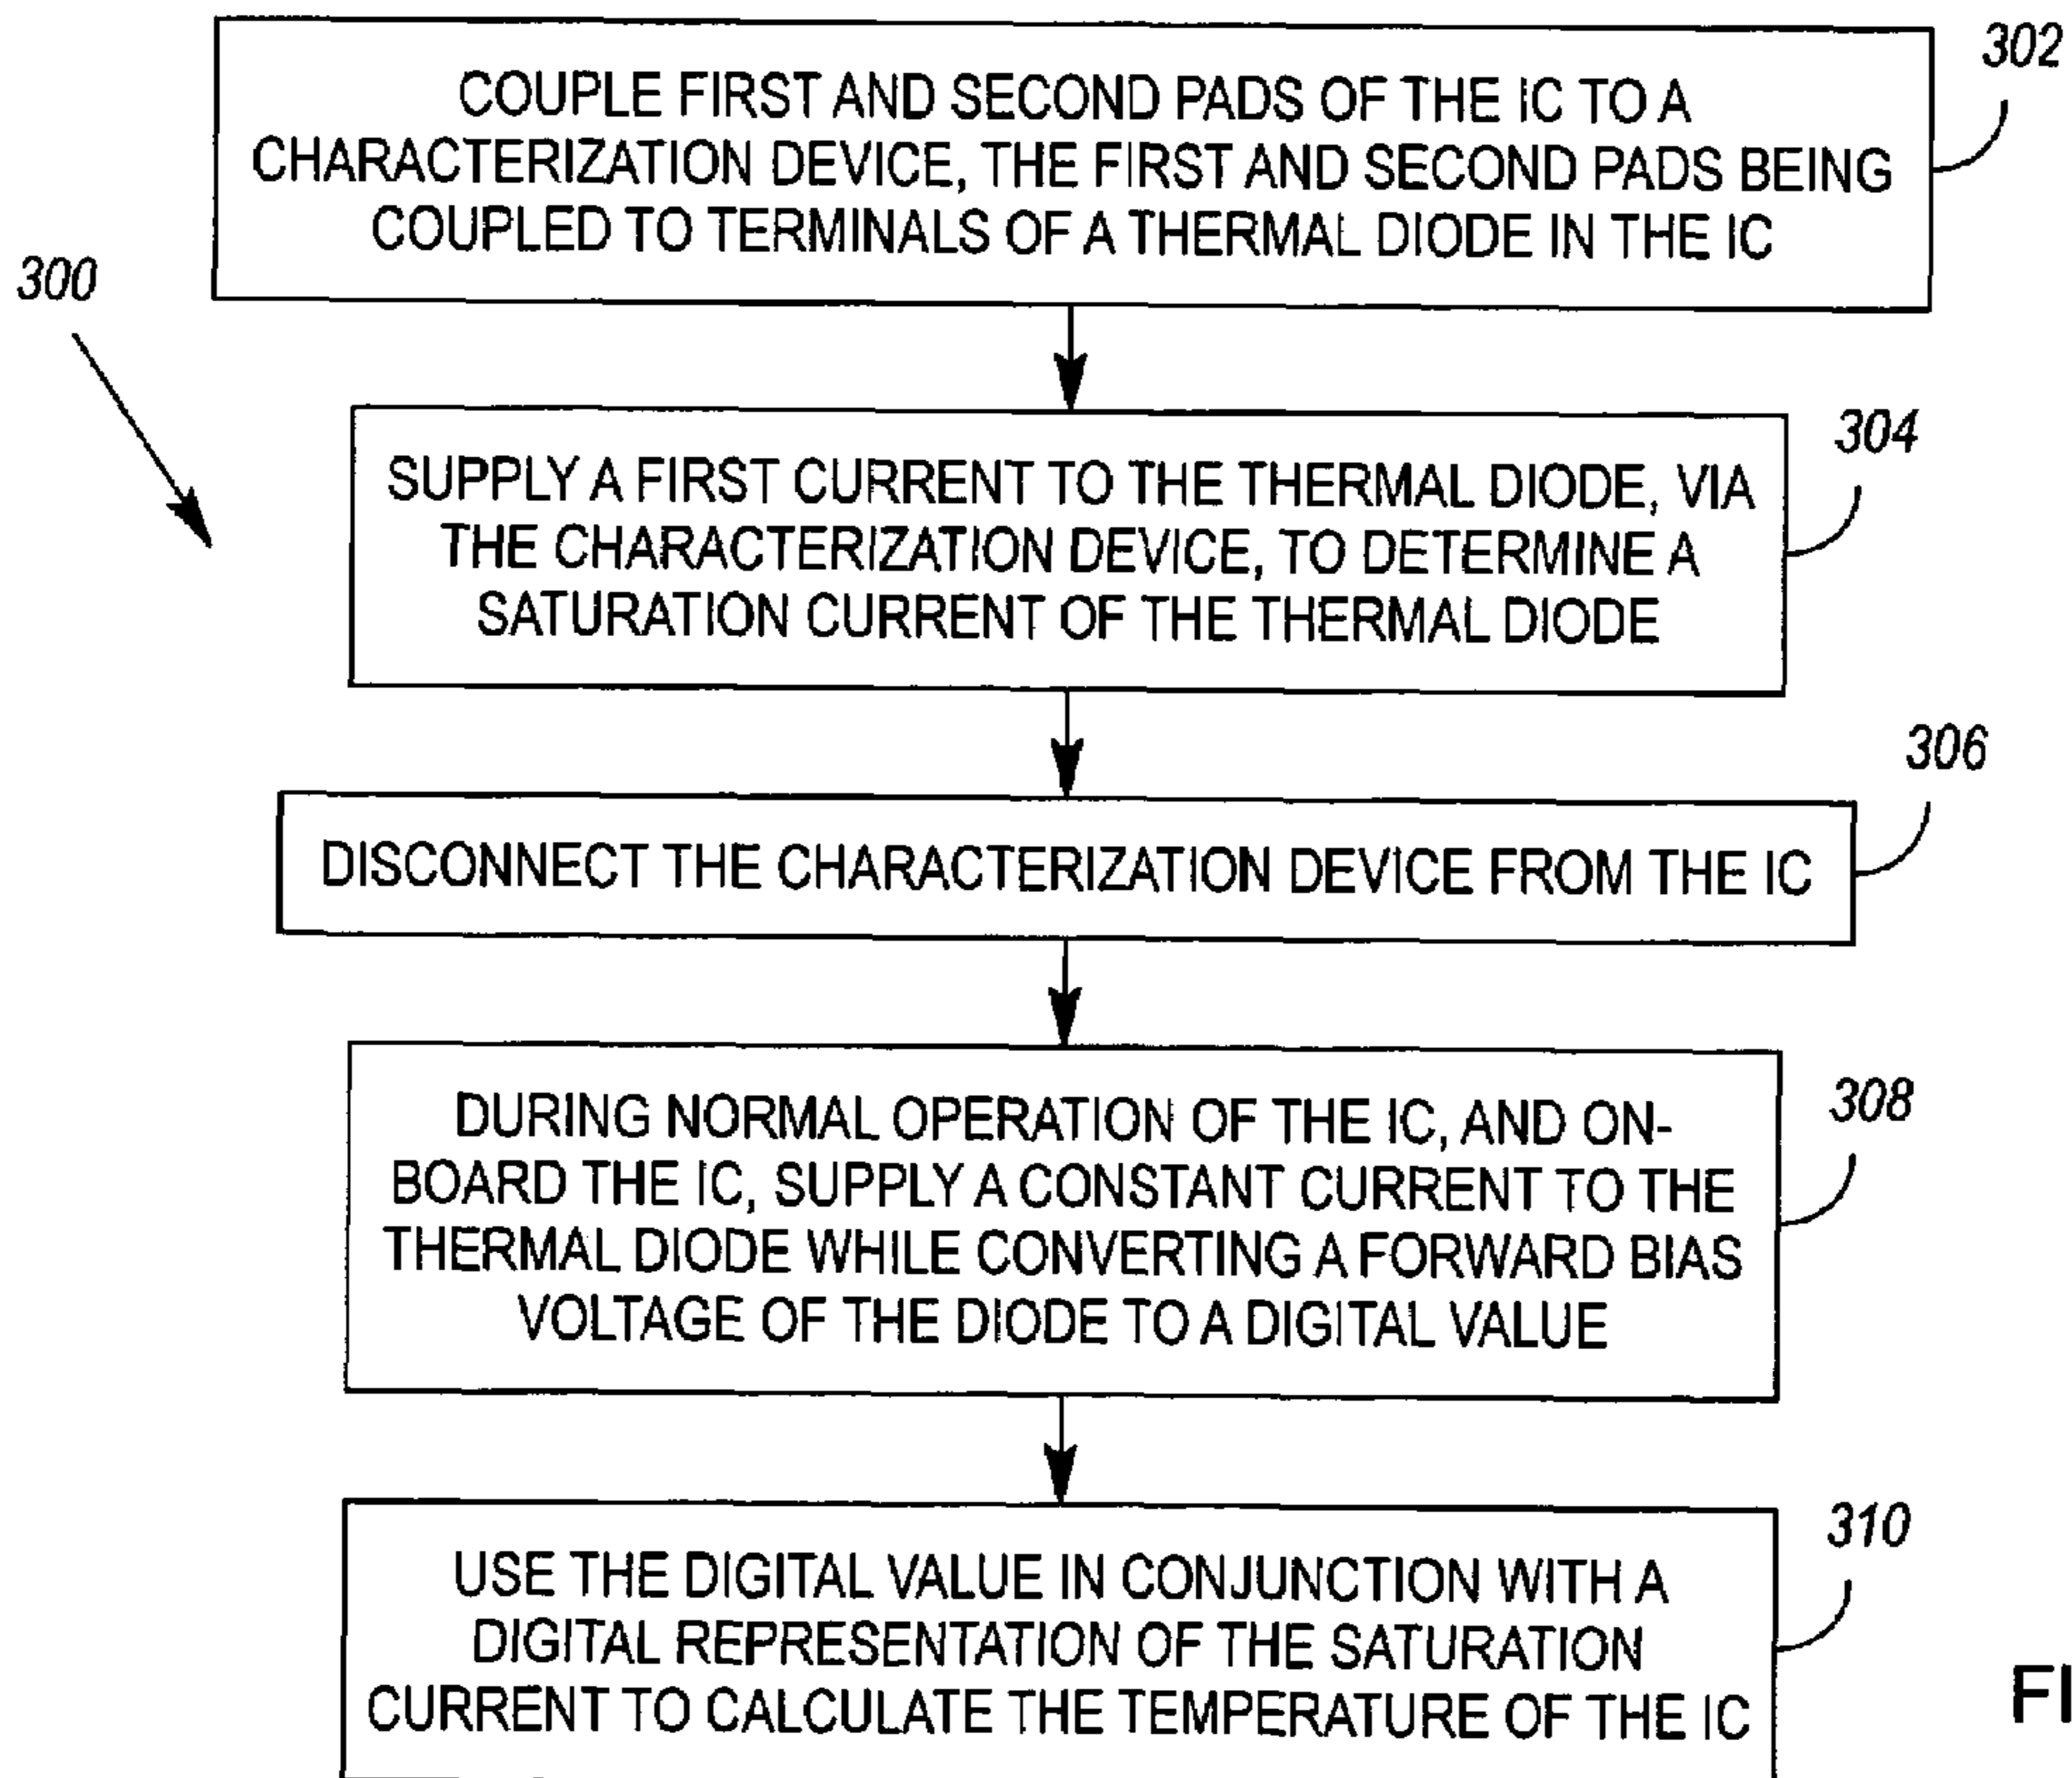 302
COUPLE FIRST AND SECOND PADS OF THE IC TO A
CHARACTERIZATION DEVICE, THE FIRST AND SECOND PADS BEING
COUPLED TO TERMINALS OF A THERMAL DIODE IN THE IC
300
304
SUPPLY A FIRST CURRENT TO THE THERMAL DIODE, VIA
THE CHARACTERIZATION DEVICE, TO DETERMINE A
SATURATION CURRENT OF THE THERMAL DIODE
306
DISCONNECT THE CHARACTERIZATION DEVICE FROM THE IC
308
DURING NORMAL OPERATION OF THE IC, AND ON-
BOARD THE IC, SUPPLY A CONSTANT CURRENT TO THE
THERMAL DIODE WHILE CONVERTING A FORWARD BIAS
VOLTAGE OF THE DIODE TO A DIGITAL VALUE
310
USE THE DIGITAL VALUE IN CONJUNCTION WITH A
DIGITAL REPRESENTATION OF THE SATURATION
CURRENT TO CALCULATE THE TEMPERATURE OF THE IC